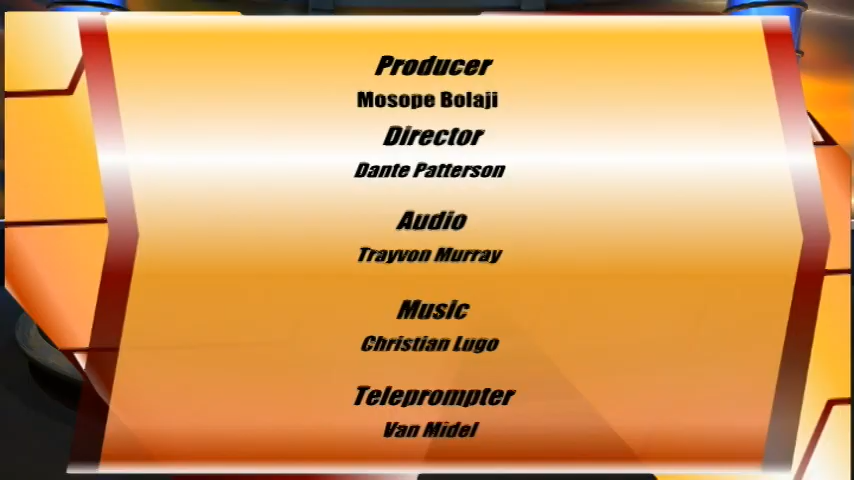 Producer
Mosope Bolaji
Director
Dante Patterson
Audio
Trayvon Murray
Music
Christian Lugo
Teleprompter
Van Midel